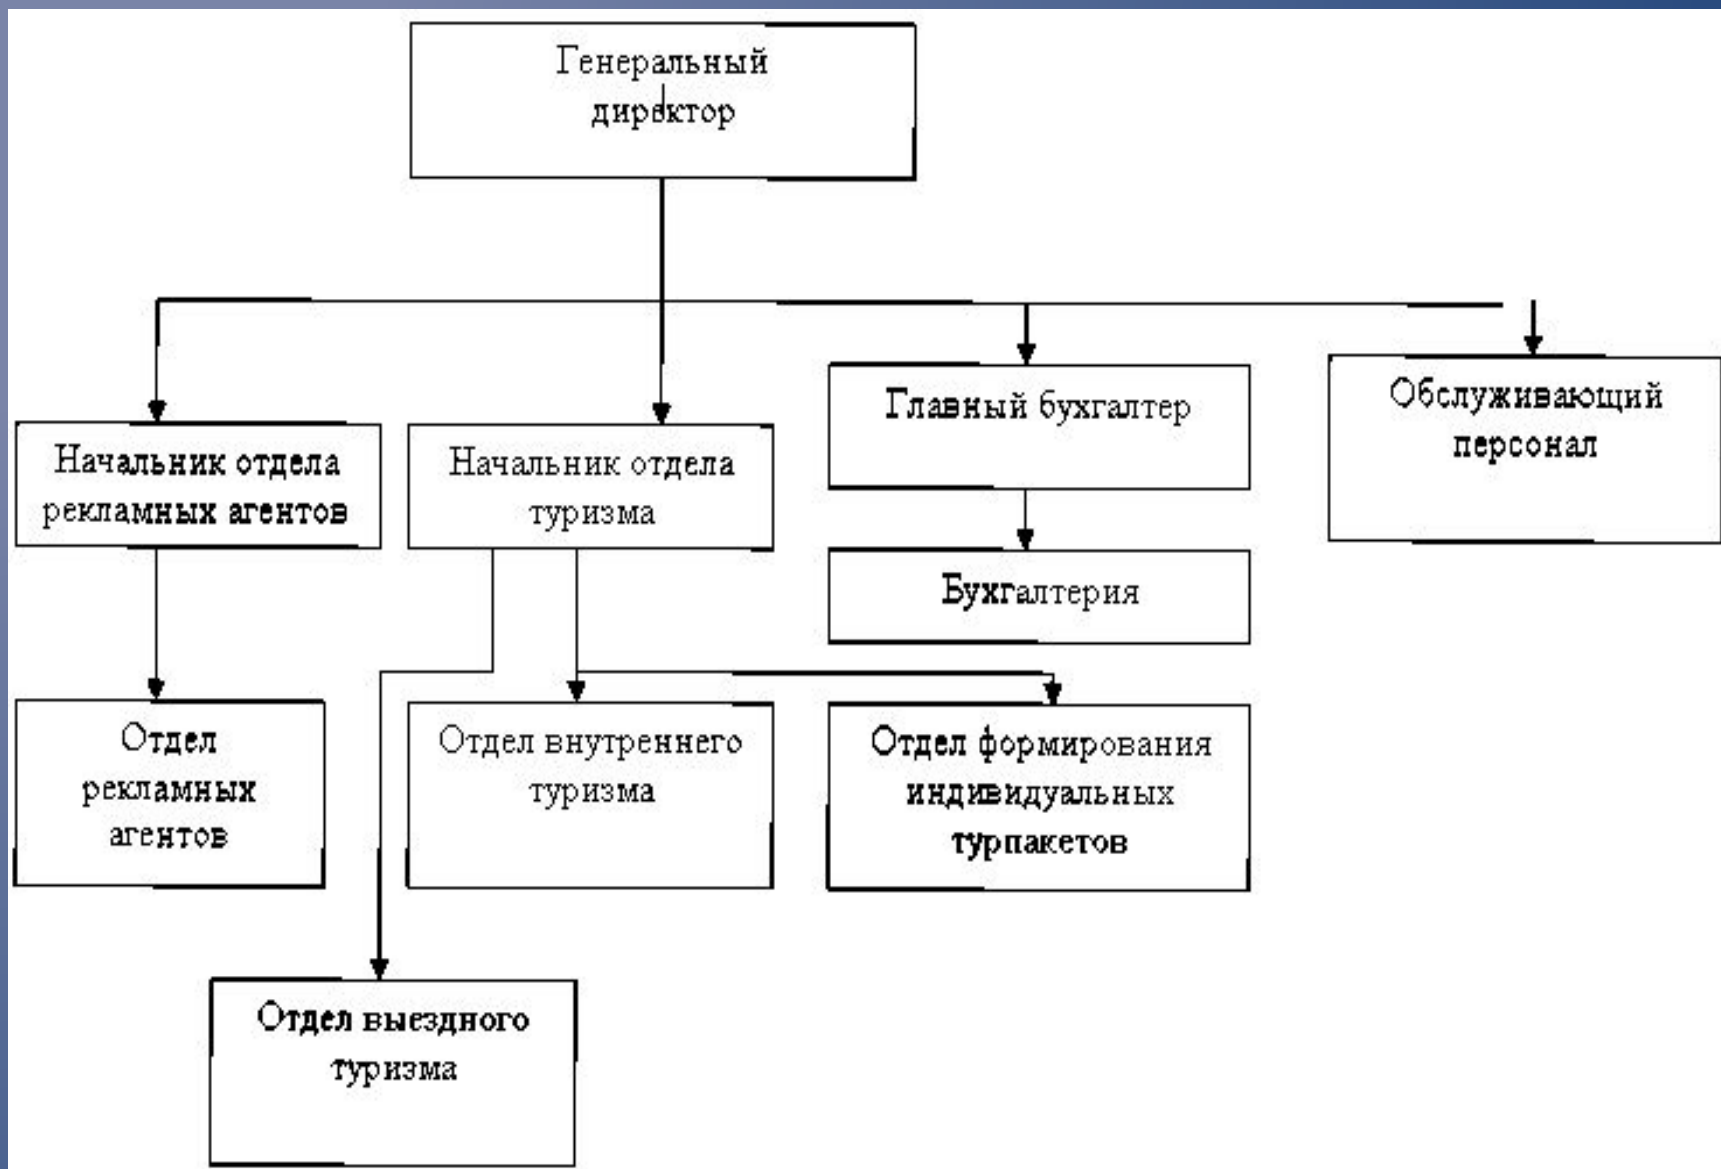 Генеральный
директор
Главный бухгалтер
Обслуживающий
персонал
Начальник отдела
рекламных агентов
Начальник отдела
туризма
Бухгалтерия
Отдел
рекламных
агентов
Отдел внутреннего
туризма
Отдел формирования
индивидуальных
турпакетов
Отдел выездного
туризма